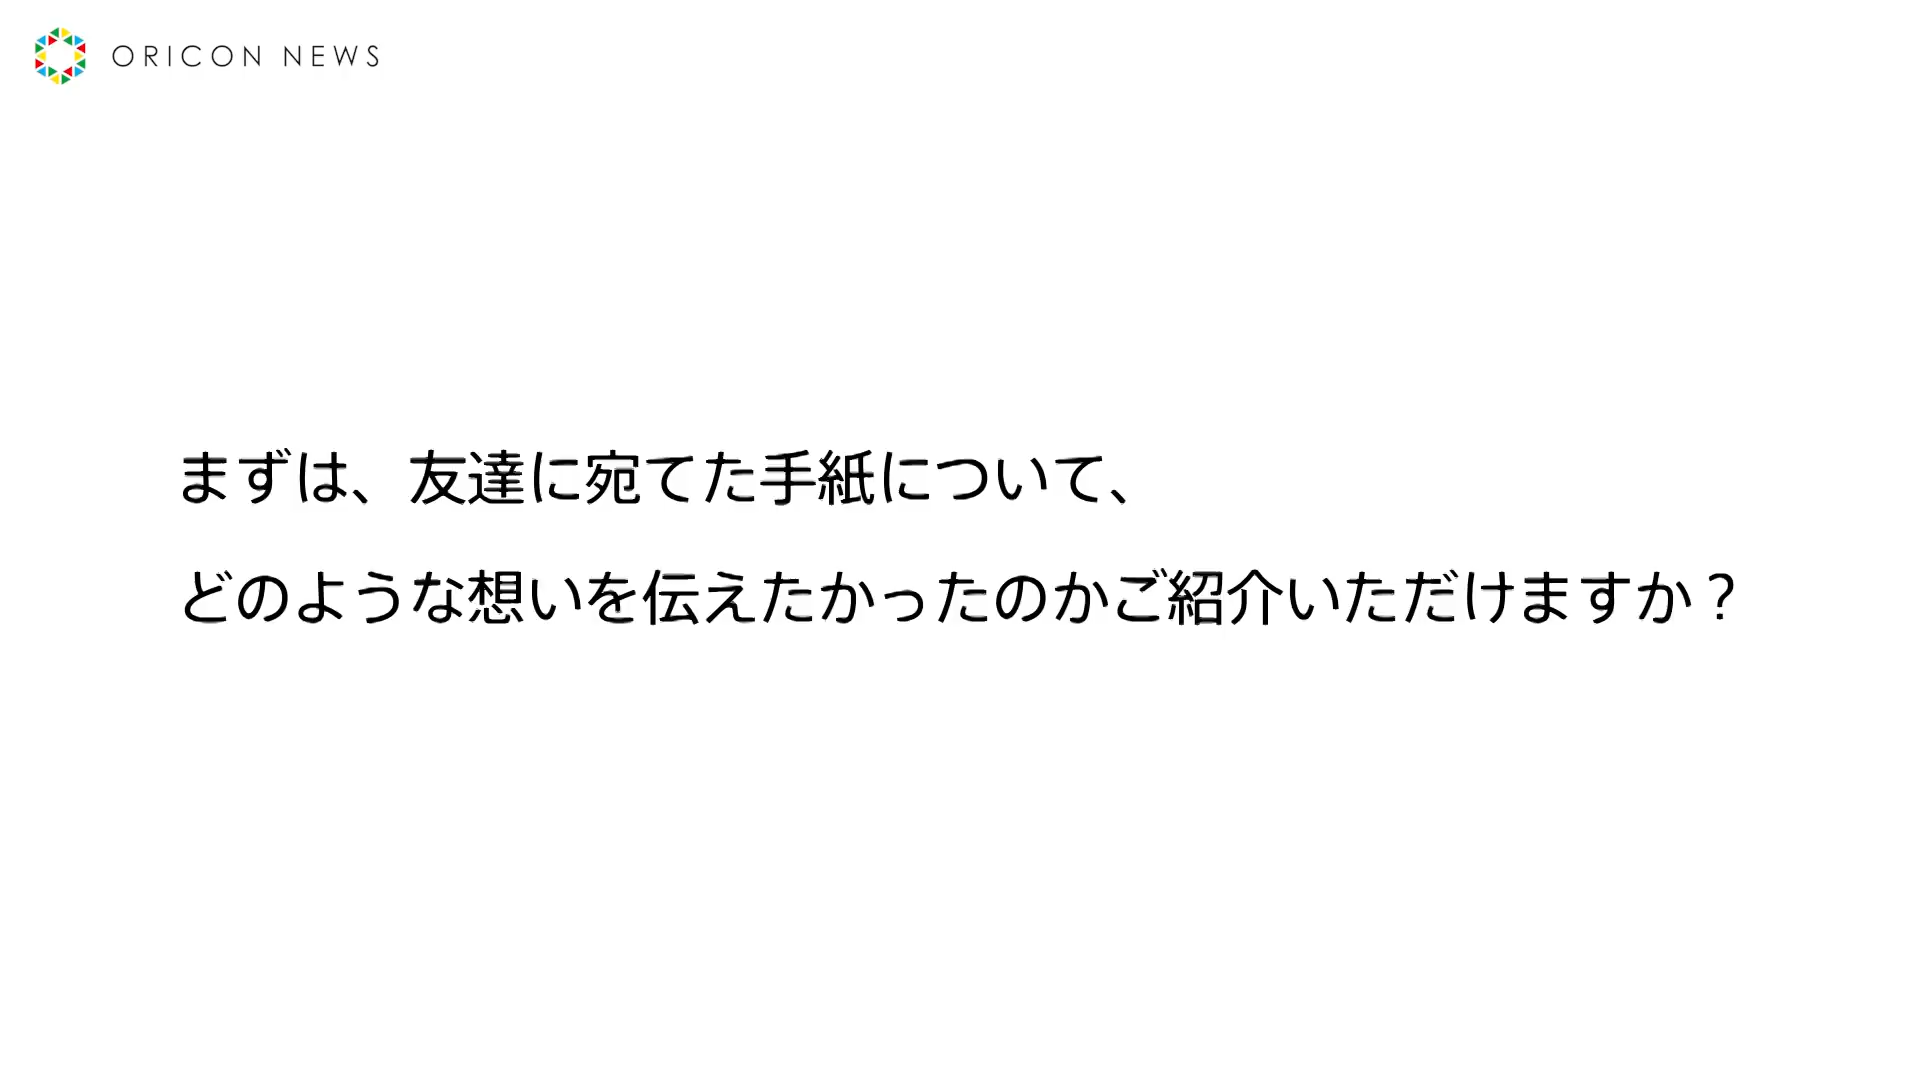 ORICON NEWS
まずは、友達に宛てた手紙について、
どのような想いを伝えたかったのかご紹介いただけますか？